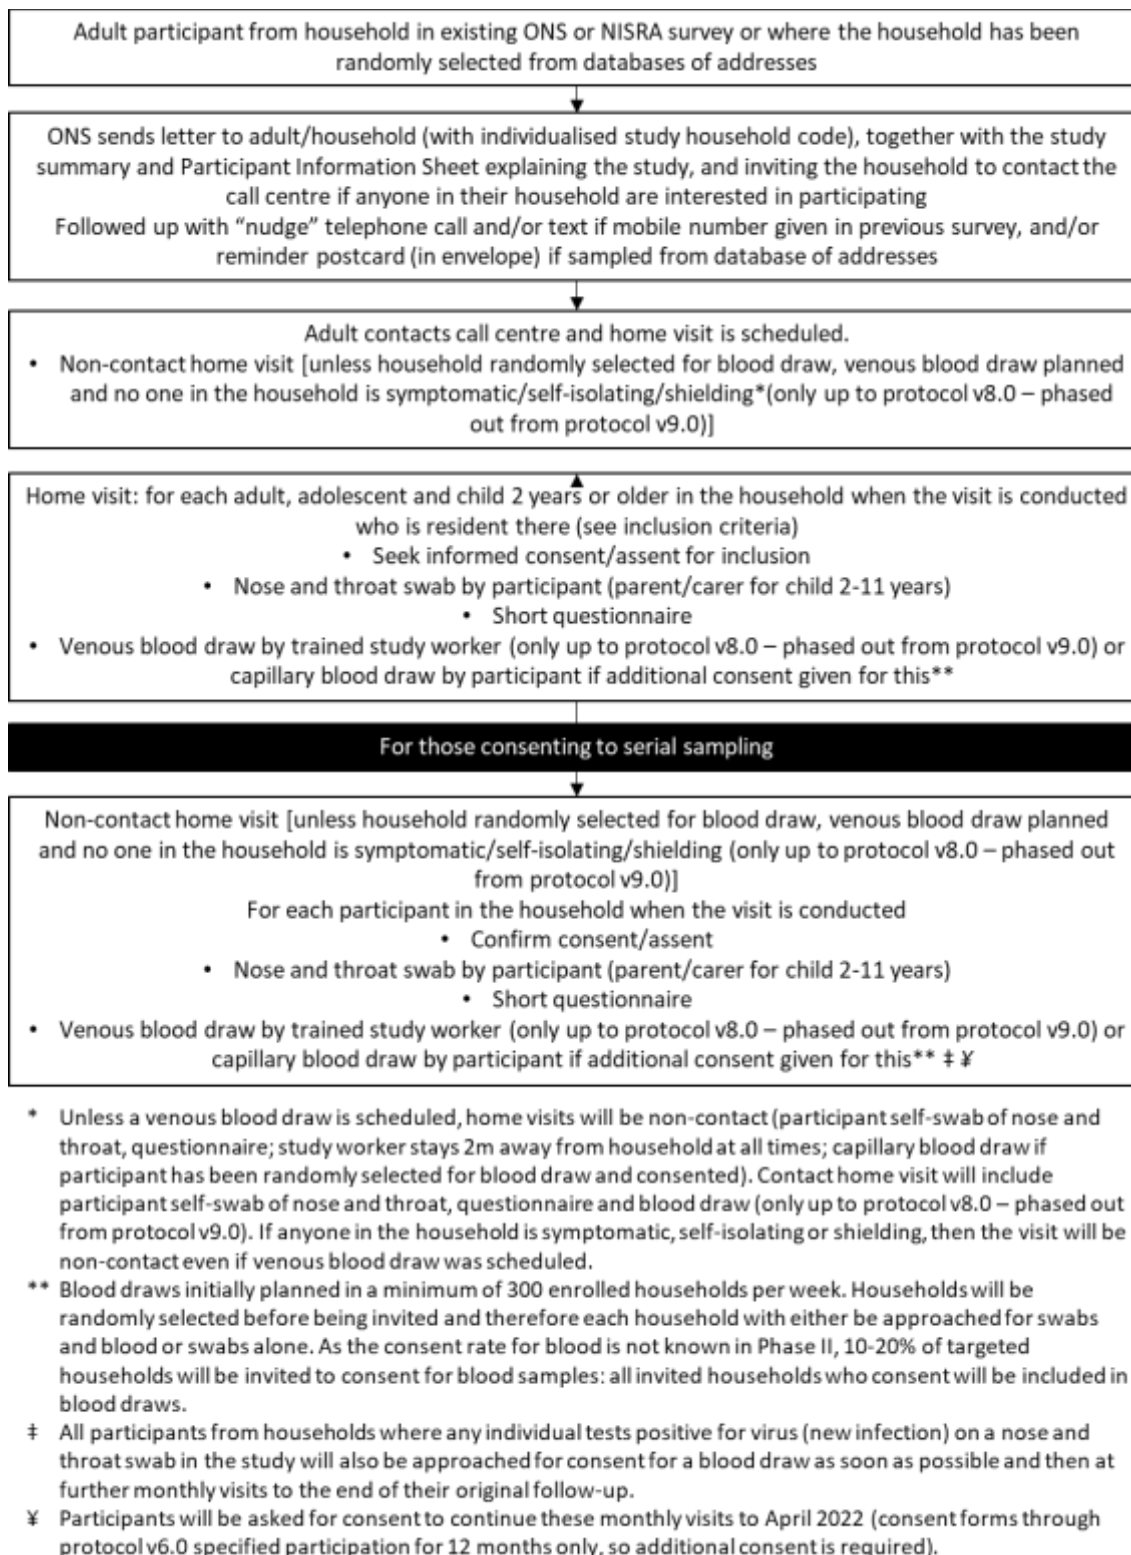 Adult participant from household in existing ONS or NISRA survey or where the household has been
randomly selected from databases of addresses
ONS sends letter to adult/household (with individualised study household code), together with the study
summary and Participant Information Sheet explaining the study, and inviting the household to contact the
call centre if anyone in their household are interested in participating
Followed up with “nudge” telephone call and/or text if mobile number given in previous survey, and/or
reminder postcard (in envelope) if sampled from database of addresses
Adult contacts call centre and home visit is scheduled.
• Non-contact home visit [unless household randomly selected for blood draw, venous blood draw planned
and no one in the household is symptomatic/self-isolating/shielding*(only up to protocol v8.0 – phased
out from protocol v9.0)]
Home visit: for each adult, adolescent and child 2 years or older in the household when the visit is conducted
who is resident there (see inclusion criteria)
• Seek informed consent/assent for inclusion
• Nose and throat swab by participant (parent/carer for child 2-11 years)
• Short questionnaire
• Venous blood draw by trained study worker (only up to protocol v8.0 – phased out from protocol v9.0) or
capillary blood draw by participant if additional consent given for this**
For those consenting to serial sampling
Non-contact home visit [unless household randomly selected for blood draw, venous blood draw planned
and no one in the household is symptomatic/self-isolating/shielding (only up to protocol v8.0 – phased out
from protocol v9.0)]
For each participant in the household when the visit is conducted
• Confirm consent/assent
• Nose and throat swab by participant (parent/carer for child 2-11 years)
• Short questionnaire
• Venous blood draw by trained study worker (only up to protocol v8.0 – phased out from protocol v9.0) or
capillary blood draw by participant if additional consent given for this** ‡ ¥
* Unless a venous blood draw is scheduled, home visits will be non-contact (participant self-swab of nose and
throat, questionnaire; study worker stays 2m away from household at all times; capillary blood draw if
participant has been randomly selected for blood draw and consented). Contact home visit will include
participant self-swab of nose and throat, questionnaire and blood draw (only up to protocol v8.0 – phased out
from protocol v9.0). If anyone in the household is symptomatic, self-isolating or shielding, then the visit will be
non-contact even if venous blood draw was scheduled.
** Blood draws initially planned in a minimum of 300 enrolled households per week. Households will be
randomly selected before being invited and therefore each household with either be approached for swabs
and blood or swabs alone. As the consent rate for blood is not known in Phase II, 10-20% of targeted
households will be invited to consent for blood samples: all invited households who consent will be included in
blood draws.
‡ All participants from households where any individual tests positive for virus (new infection) on a nose and
throat swab in the study will also be approached for consent for a blood draw as soon as possible and then at
further monthly visits to the end of their original follow-up.
¥ Participants will be asked for consent to continue these monthly visits to April 2022 (consent forms through
protocol v6.0 specified participation for 12 months only, so additional consent is required).